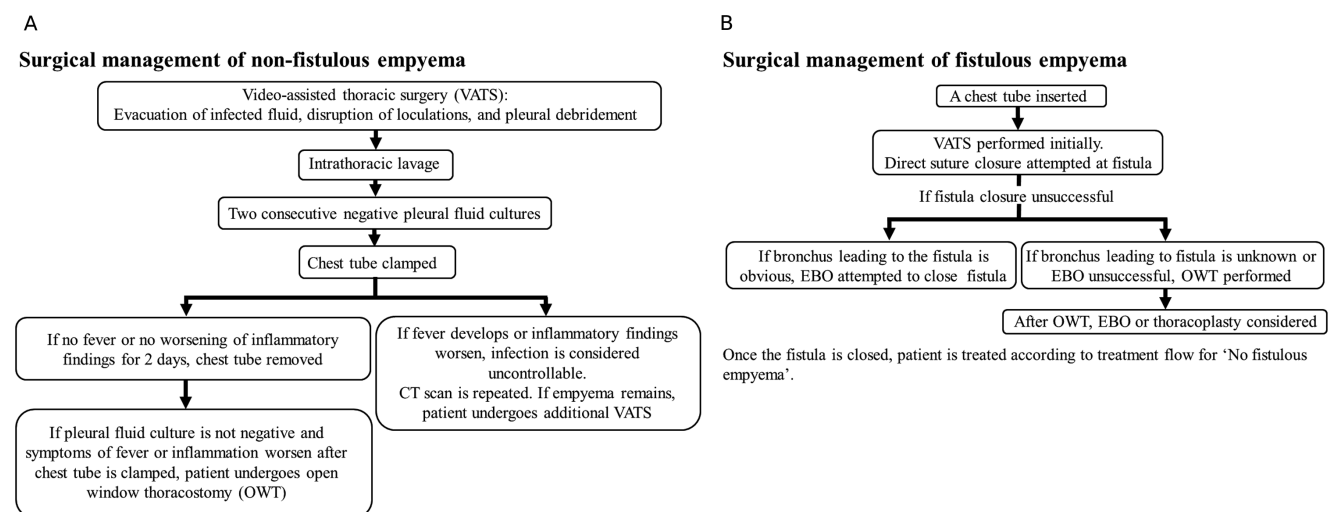 A
Surgical management of non-fistulous empyema
Video-assisted thoracic surgery (VATS):
Evacuation of infected fluid, disruption of loculations, and pleural debridement
Intrathoracic lavage
Two consecutive negative pleural fluid cultures
Chest tube clamped
If no fever or no worsening of inflammatory
findings for 2 days, chest tube removed
If fever develops or inflammatory findings
worsen, infection is considered
uncontrollable.
CT scan is repeated. If empyema remains,
patient undergoes additional VATS
If pleural fluid culture is not negative and
symptoms of fever or inflammation worsen after
chest tube is clamped, patient undergoes open
window thoracostomy (OWT)
B
Surgical management of fistulous empyema
A chest tube inserted
VATS performed initially.
Direct suture closure attempted at fistula
If fistula closure unsuccessful
If bronchus leading to the fistula is
obvious, EBO attempted to close fistula
If bronchus leading to fistula is unknown or
EBO unsuccessful, OWT performed
After OWT, EBO or thoracoplasty considered
Once the fistula is closed, patient is treated according to treatment flow for ‘No fistulous
empyema’.